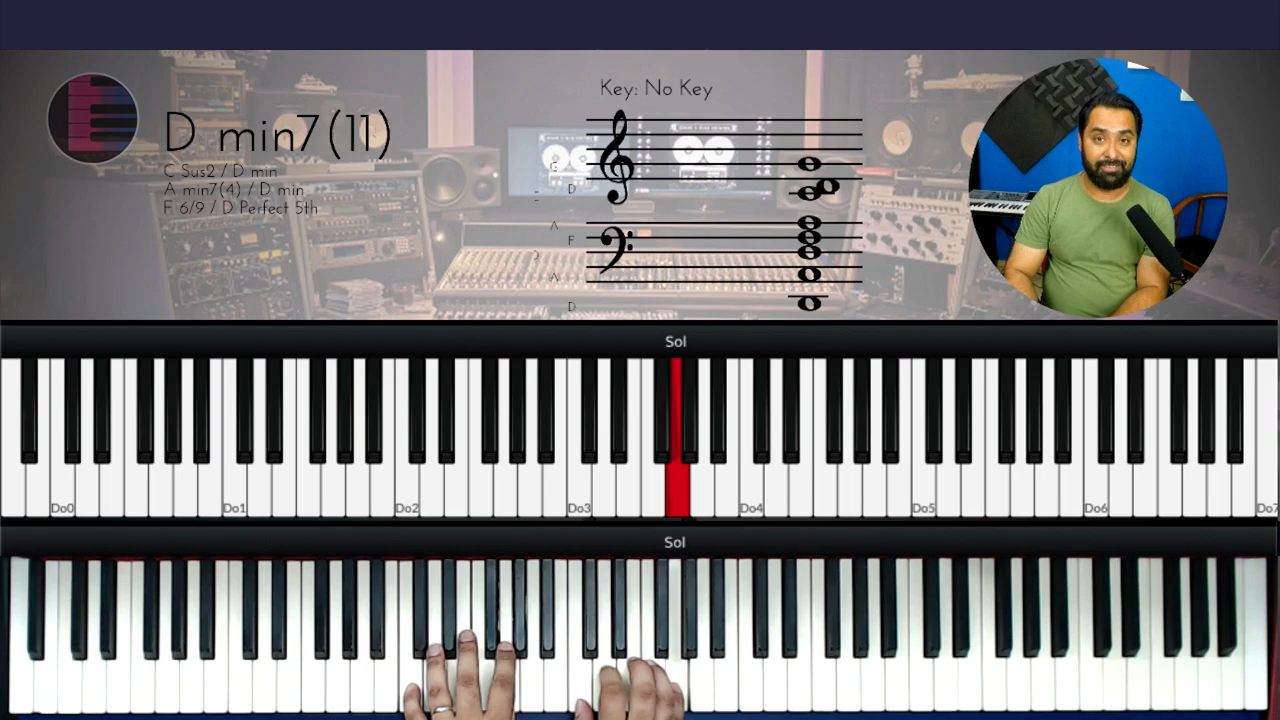 Key: No Key
D min7(11)
C Sus2 / D min
A min7(4) / D min
F 6/9 / D Perfect 5th
G
D
A
F
A
D
Sol
Do0 Do1 Do2 Do3 Do4 Do5 Do6 Do7
Sol